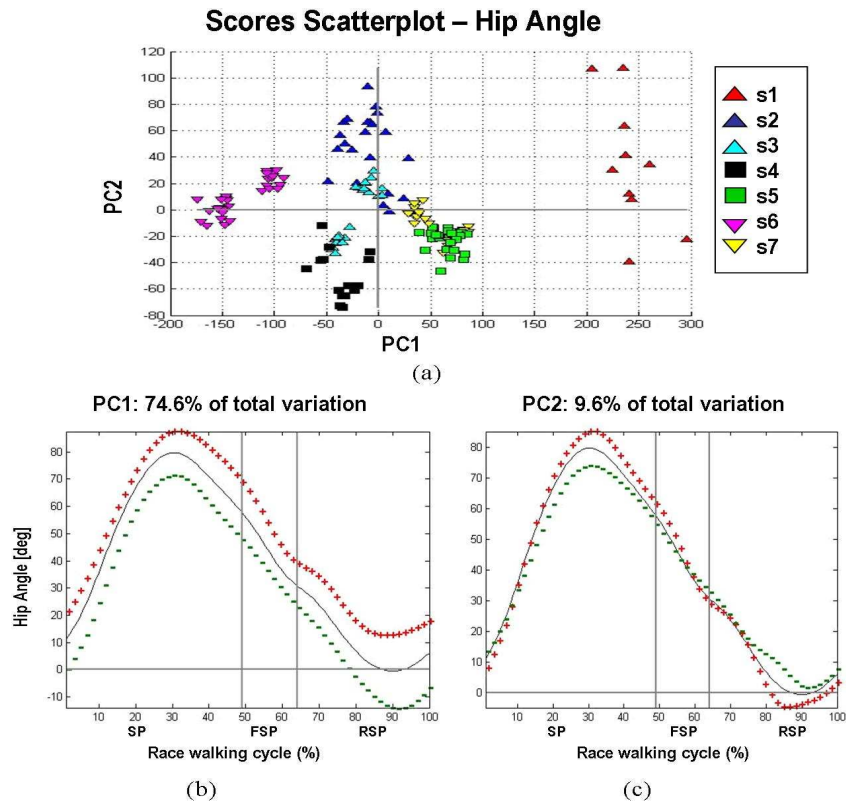 Scores Scatterplot – Hip Angle
120
100
80
60
40
20
0
-20
-40
-60
-80
PC2
-200 -150 -100 -50 0 50 100 150 200 250 300
PC1
s1
s2
s3
s4
s5
s6
s7
(a)
PC1: 74.6% of total variation
80
70
60
50
40
30
20
10
0
-10
Hip Angle [deg]
10 20 30 40 50 60 70 80 90 100
SP FSP RSP
Race walking cycle (%)
(b)
PC2: 9.6% of total variation
80
70
60
50
40
30
20
10
0
10 20 30 40 50 60 70 80 90 100
SP FSP RSP
Race walking cycle (%)
(c)